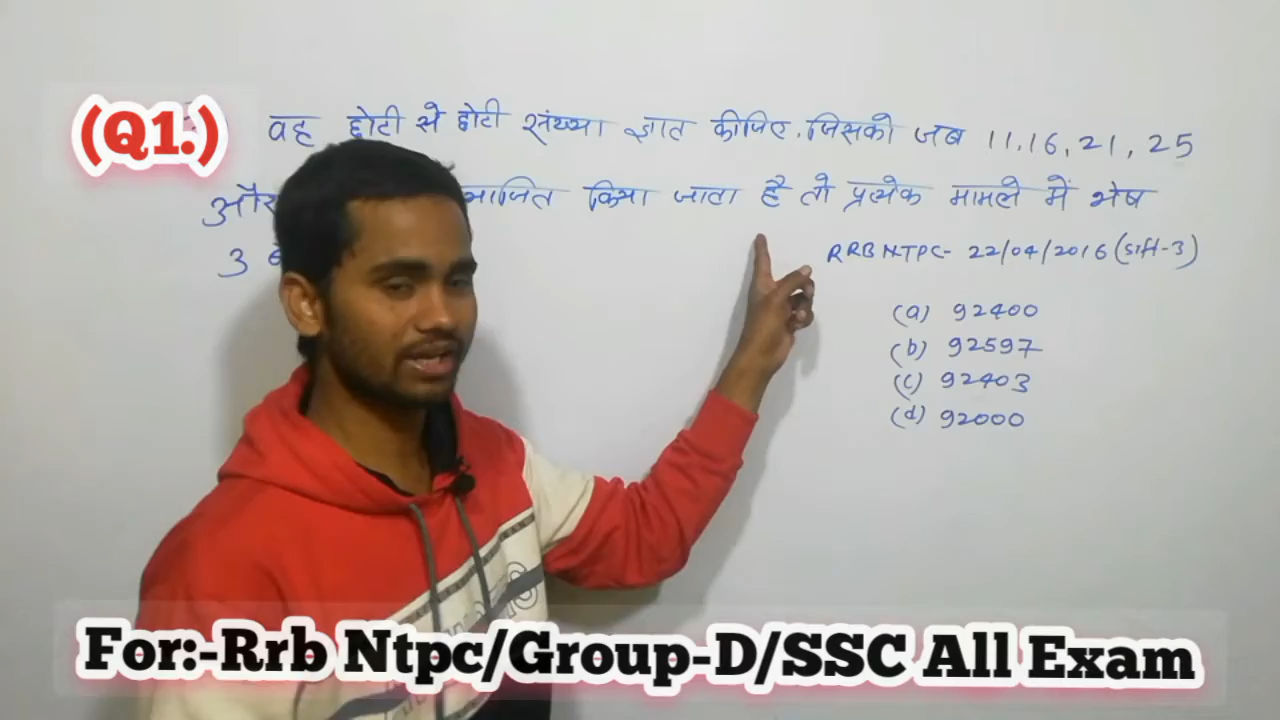 (Q1.)
वह छोटी से छोटी संख्या ज्ञात कीजिए, जिसको जब 11, 16, 21, 25
और भाजित किया जाता है तो प्रत्येक मामले में शेष
3
RRB NTPC- 22/04/2016 (Sift-3)
(a) 92400
(b) 92597
(c) 92403
(d) 92000
For:-Rrb Ntpc/Group-D/SSC All Exam